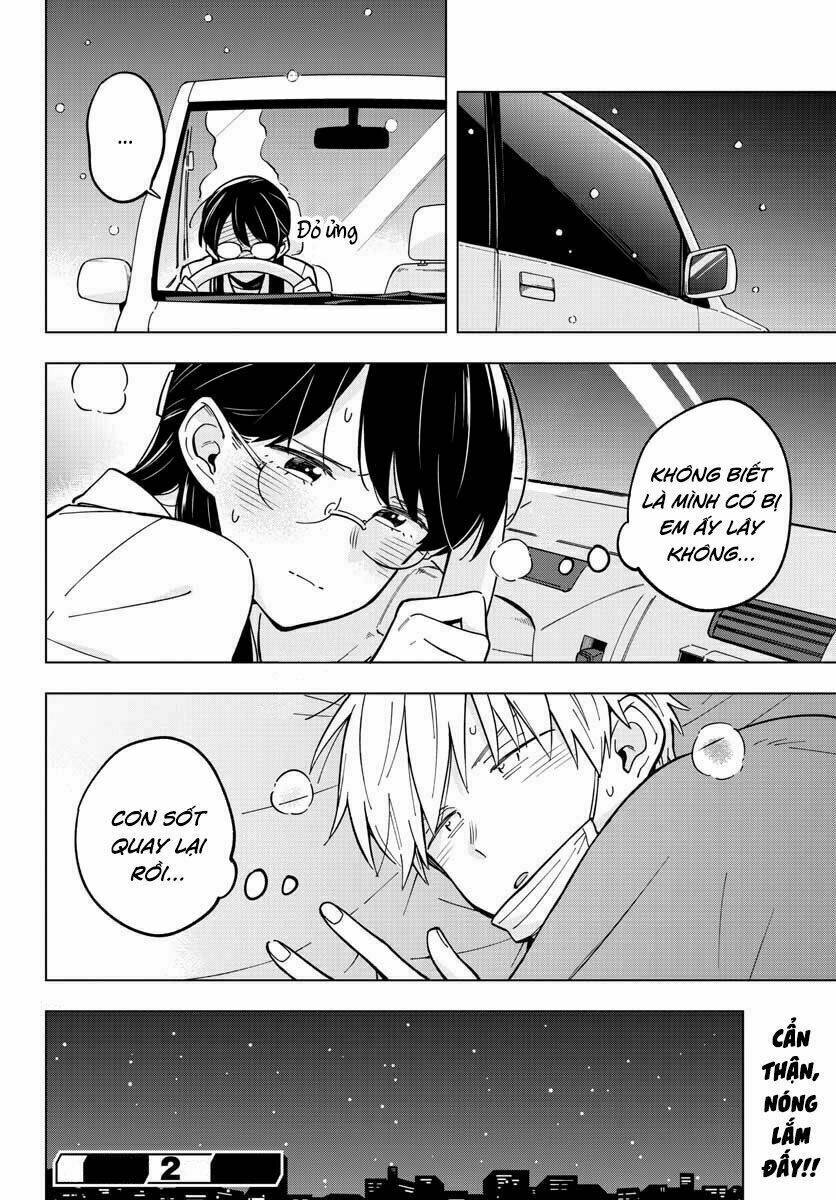 ...
Đỏ ửng
KHÔNG BIẾT
LÀ MÌNH CÓ BỊ
EM ẤY LÂY
KHÔNG...
CƠN SỐT
QUAY LẠI
RỒI...
CẨN
THẬN,
NÓNG
LẮM
ĐẤY!!
2